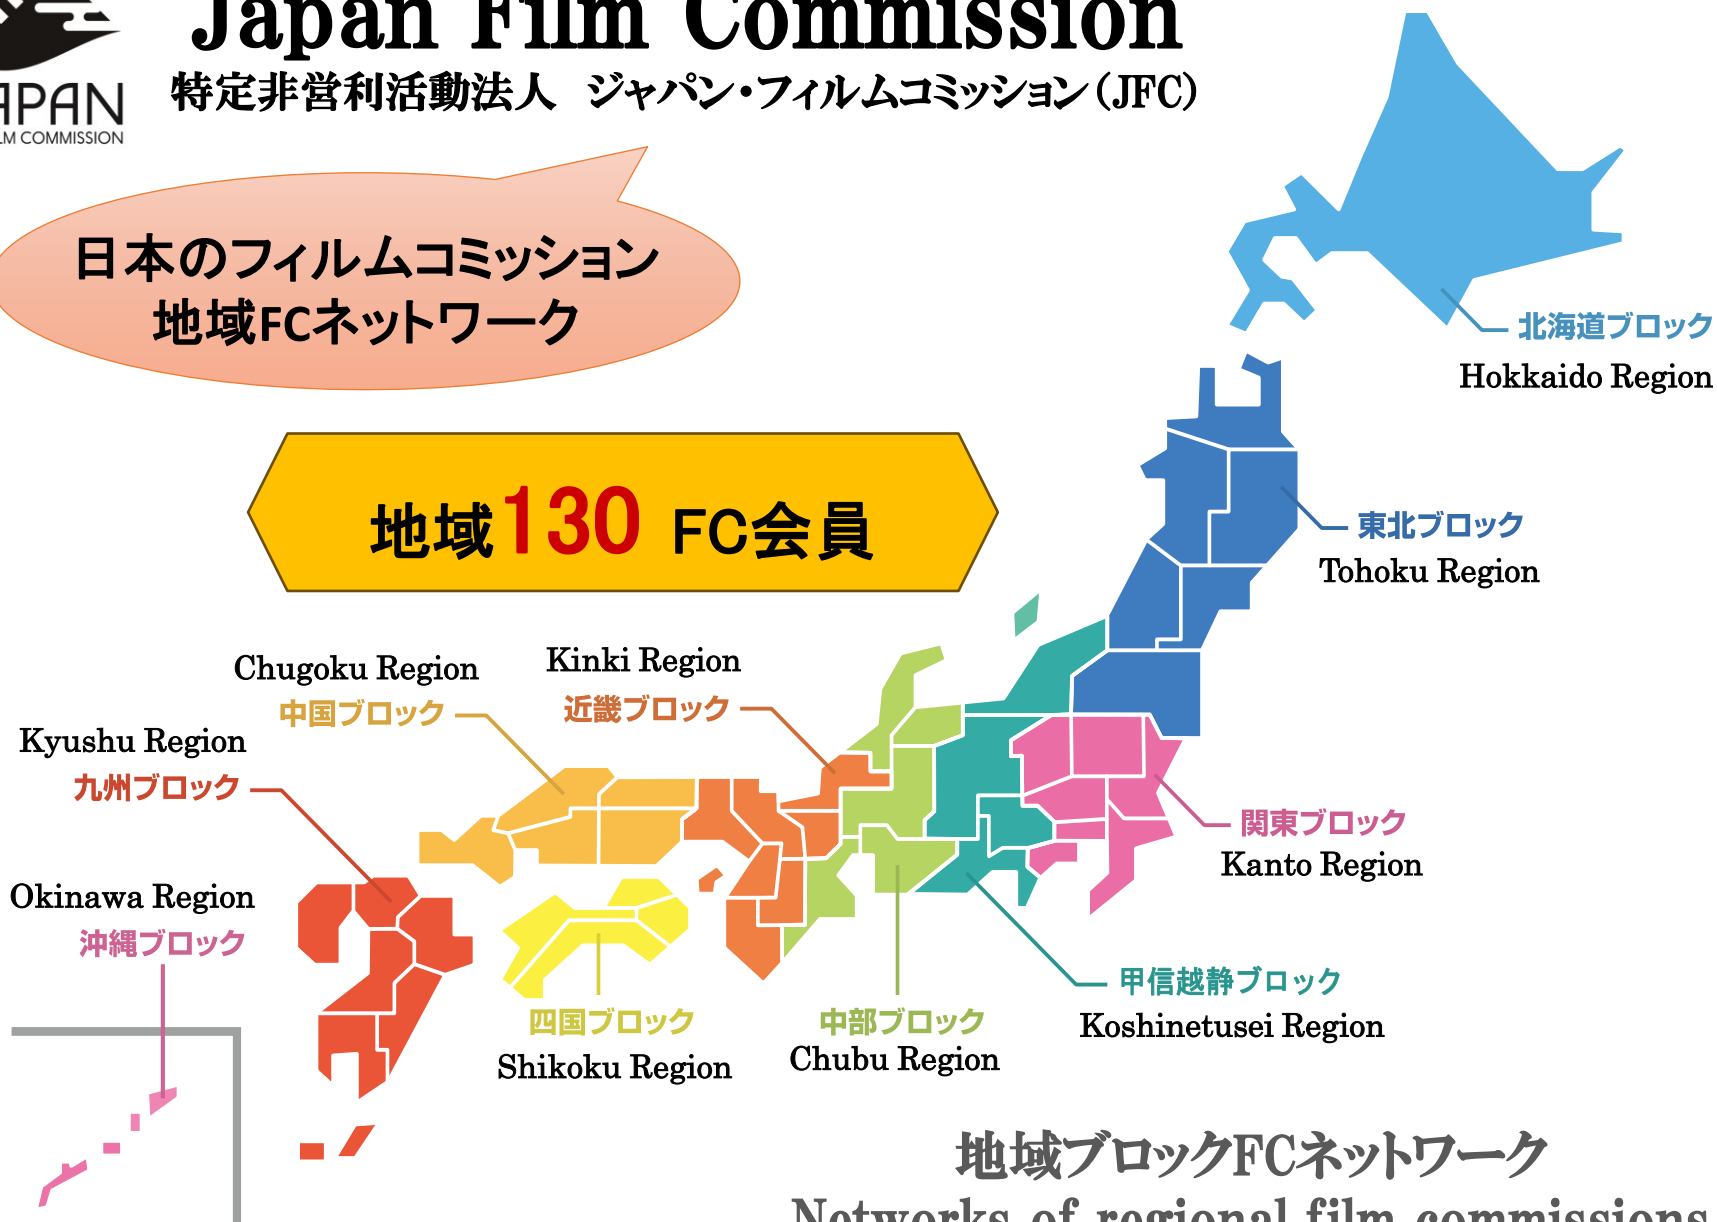 Japan Film Commission
特定非営利活動法人　ジャパン・フィルムコミッション（JFC）
APAN
LM COMMISSION
日本のフィルムコミッション
地域FCネットワーク
北海道ブロック
Hokkaido Region
地域130 FC会員
東北ブロック
Tohoku Region
Chugoku Region
中国ブロック
Kinki Region
近畿ブロック
Kyushu Region
九州ブロック
関東ブロック
Kanto Region
Okinawa Region
沖縄ブロック
甲信越静ブロック
Koshinetusei Region
四国ブロック
Shikoku Region
中部ブロック
Chubu Region
地域ブロックFCネットワーク
Networks of regional film commissions